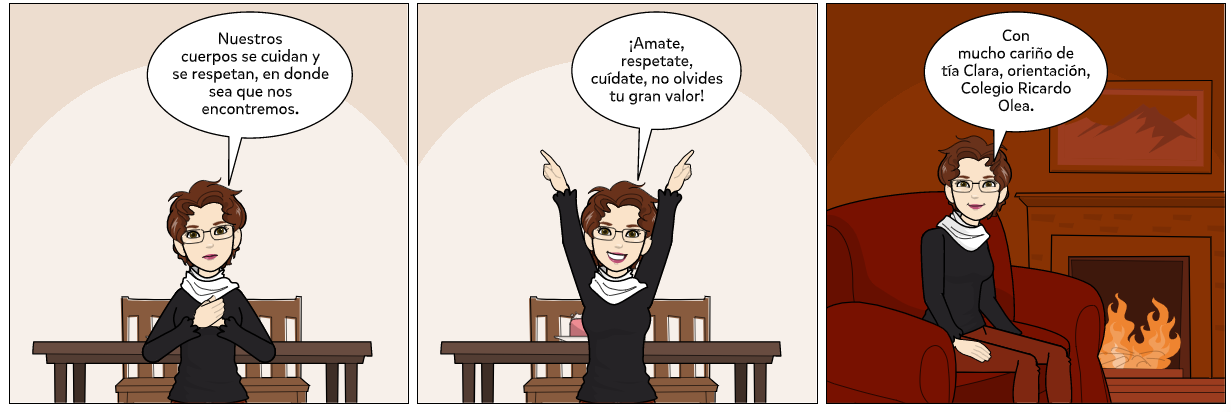 Nuestros
cuerpos se cuidan y
se respetan, en donde
sea que nos
encontremos.
¡Amate,
respetate,
cuídate, no olvides
tu gran valor!
Con
mucho cariño de
tía Clara, orientación,
Colegio Ricardo
Olea.